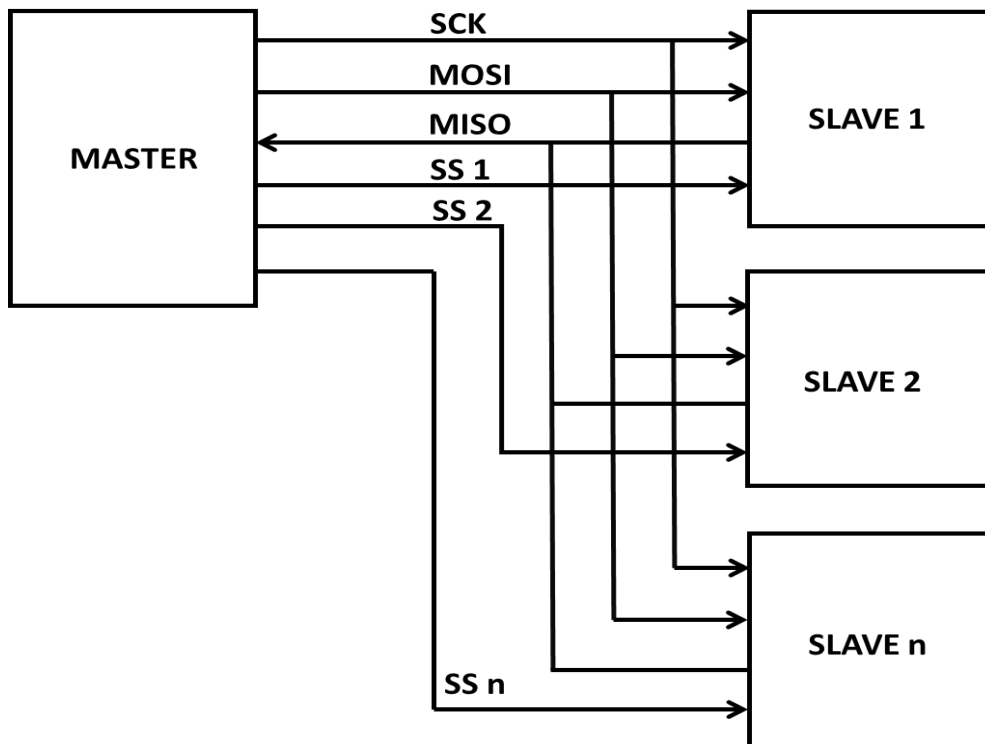 SCK
MOSI
MISO
SS 1
SS 2
MASTER
SLAVE 1
SLAVE 2
SLAVE n
SS n